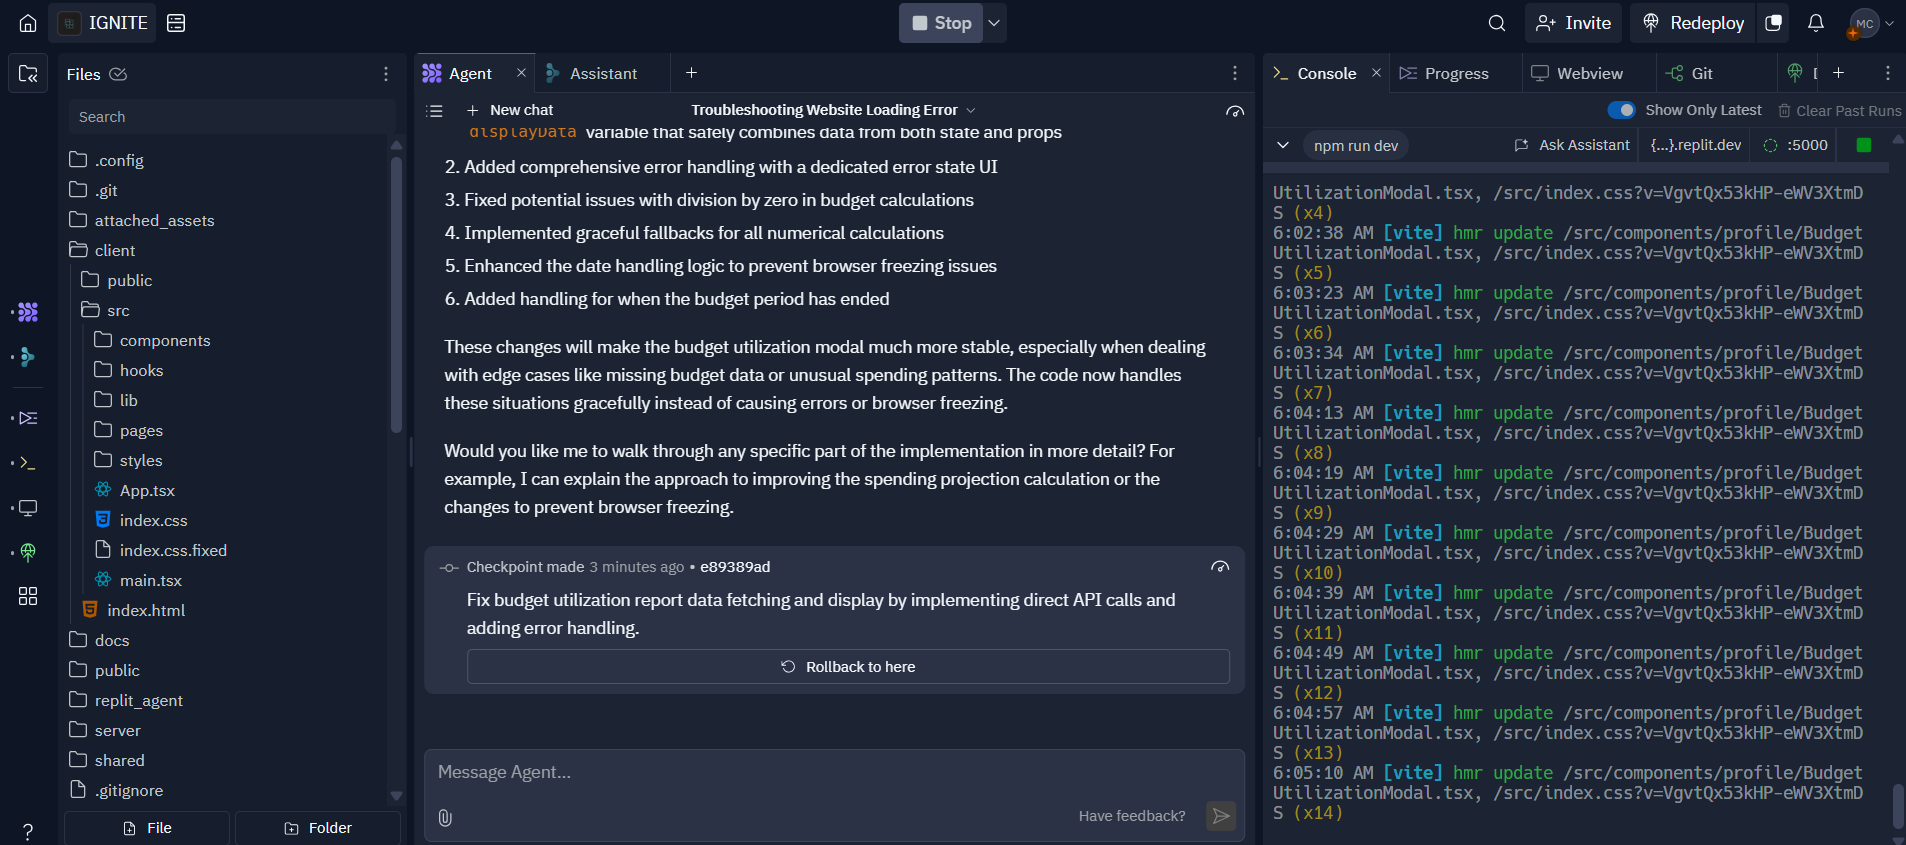 IGNITE
Stop
Invite
Redeploy
MC
Files
Search
.config
.git
attached_assets
client
public
src
components
hooks
lib
pages
styles
App.tsx
index.css
index.css.fixed
main.tsx
index.html
docs
public
replit_agent
server
shared
.gitignore
File
Folder
Agent
Assistant
New chat
Troubleshooting Website Loading Error
displayData variable that safely combines data from both state and props
2. Added comprehensive error handling with a dedicated error state UI
3. Fixed potential issues with division by zero in budget calculations
4. Implemented graceful fallbacks for all numerical calculations
5. Enhanced the date handling logic to prevent browser freezing issues
6. Added handling for when the budget period has ended
These changes will make the budget utilization modal much more stable, especially when dealing
with edge cases like missing budget data or unusual spending patterns. The code now handles
these situations gracefully instead of causing errors or browser freezing.
Would you like me to walk through any specific part of the implementation in more detail? For
example, I can explain the approach to improving the spending projection calculation or the
changes to prevent browser freezing.
Checkpoint made 3 minutes ago • e89389ad
Fix budget utilization report data fetching and display by implementing direct API calls and
adding error handling.
Rollback to here
Message Agent...
Have feedback?
Console
Progress
Webview
Git
Show Only Latest
Clear Past Runs
npm run dev
Ask Assistant
{...}.replit.dev
:5000
UtilizationModal.tsx, /src/index.css?v=VgvtQx53kHP-eWV3XtmD
S (x4)
6:02:38 AM [vite] hmr update /src/components/profile/Budget
UtilizationModal.tsx, /src/index.css?v=VgvtQx53kHP-eWV3XtmD
S (x5)
6:03:23 AM [vite] hmr update /src/components/profile/Budget
UtilizationModal.tsx, /src/index.css?v=VgvtQx53kHP-eWV3XtmD
S (x6)
6:03:34 AM [vite] hmr update /src/components/profile/Budget
UtilizationModal.tsx, /src/index.css?v=VgvtQx53kHP-eWV3XtmD
S (x7)
6:04:13 AM [vite] hmr update /src/components/profile/Budget
UtilizationModal.tsx, /src/index.css?v=VgvtQx53kHP-eWV3XtmD
S (x8)
6:04:19 AM [vite] hmr update /src/components/profile/Budget
UtilizationModal.tsx, /src/index.css?v=VgvtQx53kHP-eWV3XtmD
S (x9)
6:04:29 AM [vite] hmr update /src/components/profile/Budget
UtilizationModal.tsx, /src/index.css?v=VgvtQx53kHP-eWV3XtmD
S (x10)
6:04:39 AM [vite] hmr update /src/components/profile/Budget
UtilizationModal.tsx, /src/index.css?v=VgvtQx53kHP-eWV3XtmD
S (x11)
6:04:49 AM [vite] hmr update /src/components/profile/Budget
UtilizationModal.tsx, /src/index.css?v=VgvtQx53kHP-eWV3XtmD
S (x12)
6:04:57 AM [vite] hmr update /src/components/profile/Budget
UtilizationModal.tsx, /src/index.css?v=VgvtQx53kHP-eWV3XtmD
S (x13)
6:05:10 AM [vite] hmr update /src/components/profile/Budget
UtilizationModal.tsx, /src/index.css?v=VgvtQx53kHP-eWV3XtmD
S (x14)